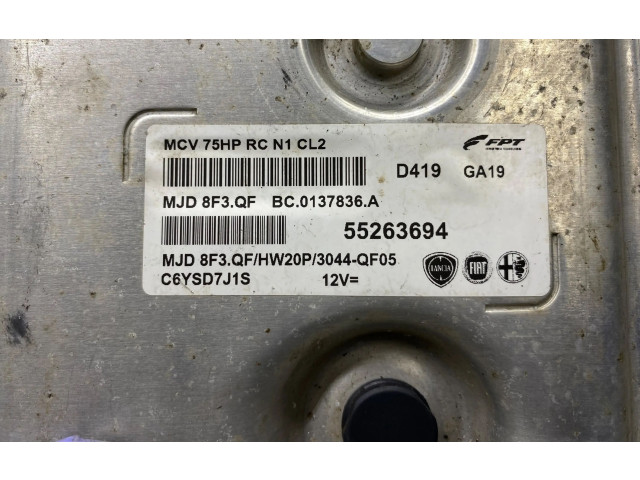 MCV 75HP RC N1 CL2
FPT
D419 GA19
MJD 8F3.QF BC.0137836.A
55263694
MJD 8F3.QF/HW20P/3044-QF05
C6YSD7J1S 12V=
LANCIA FIAT